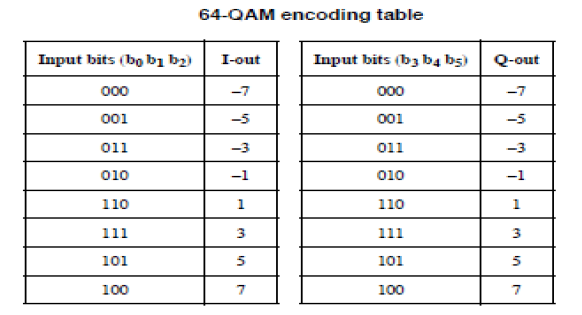 64-QAM encoding table
Input bits (b0 b1 b2) I-out Input bits (b3 b4 b5) Q-out
000 –7 000 –7
001 –5 001 –5
011 –3 011 –3
010 –1 010 –1
110 1 110 1
111 3 111 3
101 5 101 5
100 7 100 7